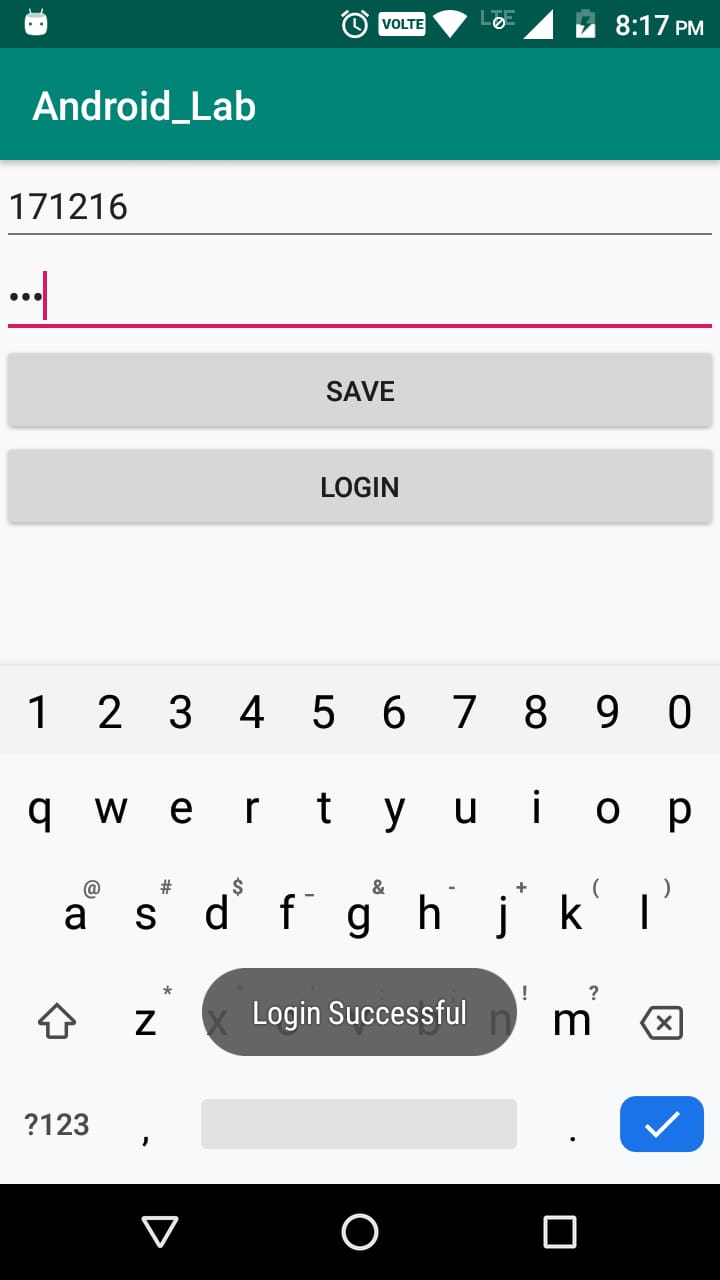 VOLTE LTE 8:17 PM
Android_Lab
171216
•••
SAVE
LOGIN
1 2 3 4 5 6 7 8 9 0
q w e r t y u i o p
@ # $ _ & - + ( )
a s d f g h j k l
* " ' : ; ! ?
z x c v b n m
Login Successful
?123 , .